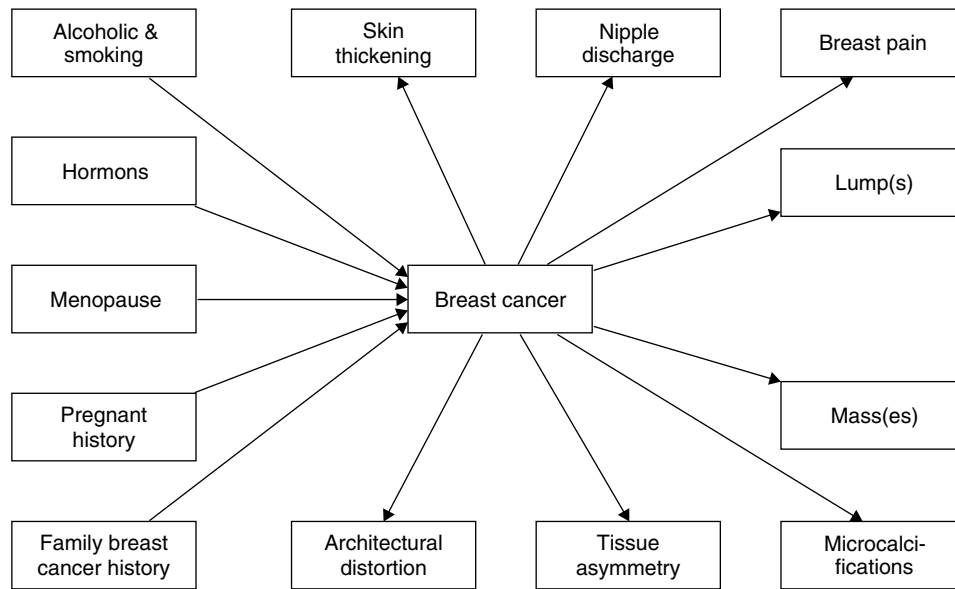 Alcoholic &
smoking
Skin
thickening
Nipple
discharge
Breast pain
Hormons
Lump(s)
Menopause
Breast cancer
Pregnant
history
Mass(es)
Family breast
cancer history
Architectural
distortion
Tissue
asymmetry
Microcalci-
fications